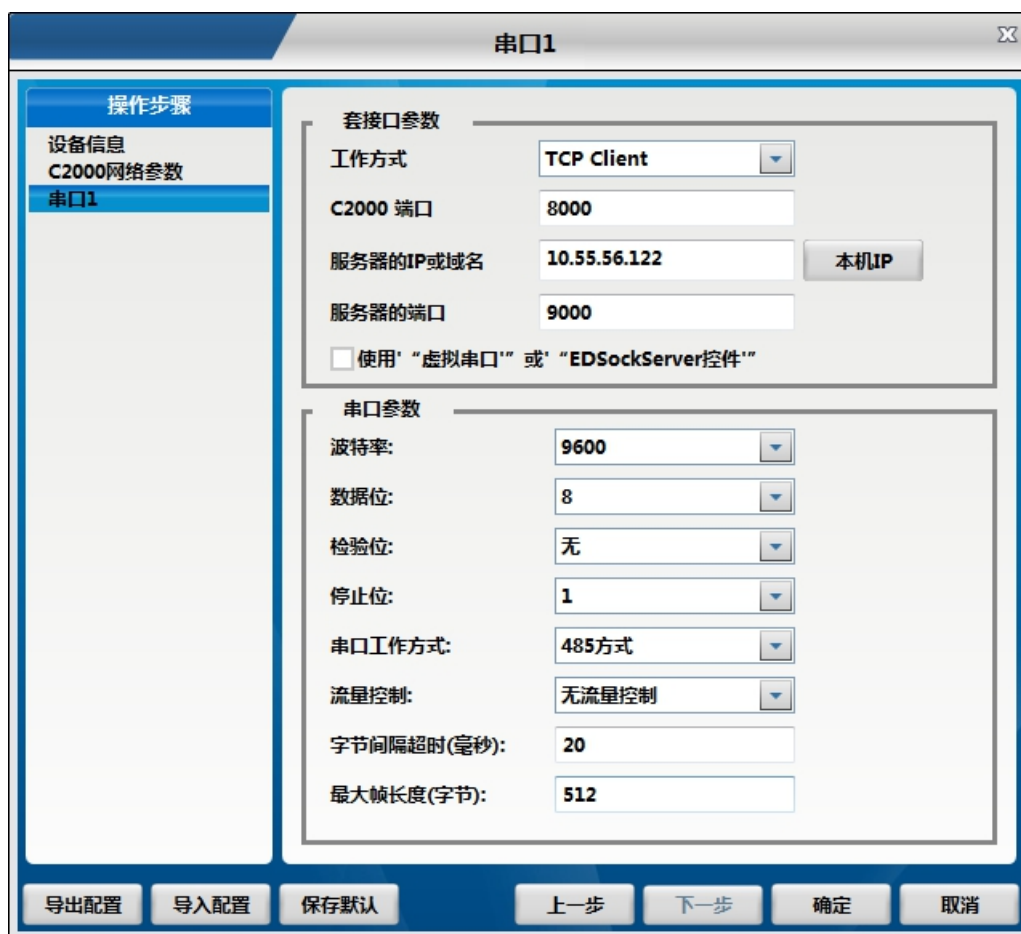 串口1
操作步骤
设备信息
C2000网络参数
串口1
套接口参数
工作方式 TCP Client
C2000 端口 8000
服务器的IP或域名 10.55.56.122 本机IP
服务器的端口 9000
使用' “虚拟串口'” 或' “EDSockServer控件'”
串口参数
波特率: 9600
数据位: 8
检验位: 无
停止位: 1
串口工作方式: 485方式
流量控制: 无流量控制
字节间隔超时(毫秒): 20
最大帧长度(字节): 512
导出配置 导入配置 保存默认 上一步 下一步 确定 取消